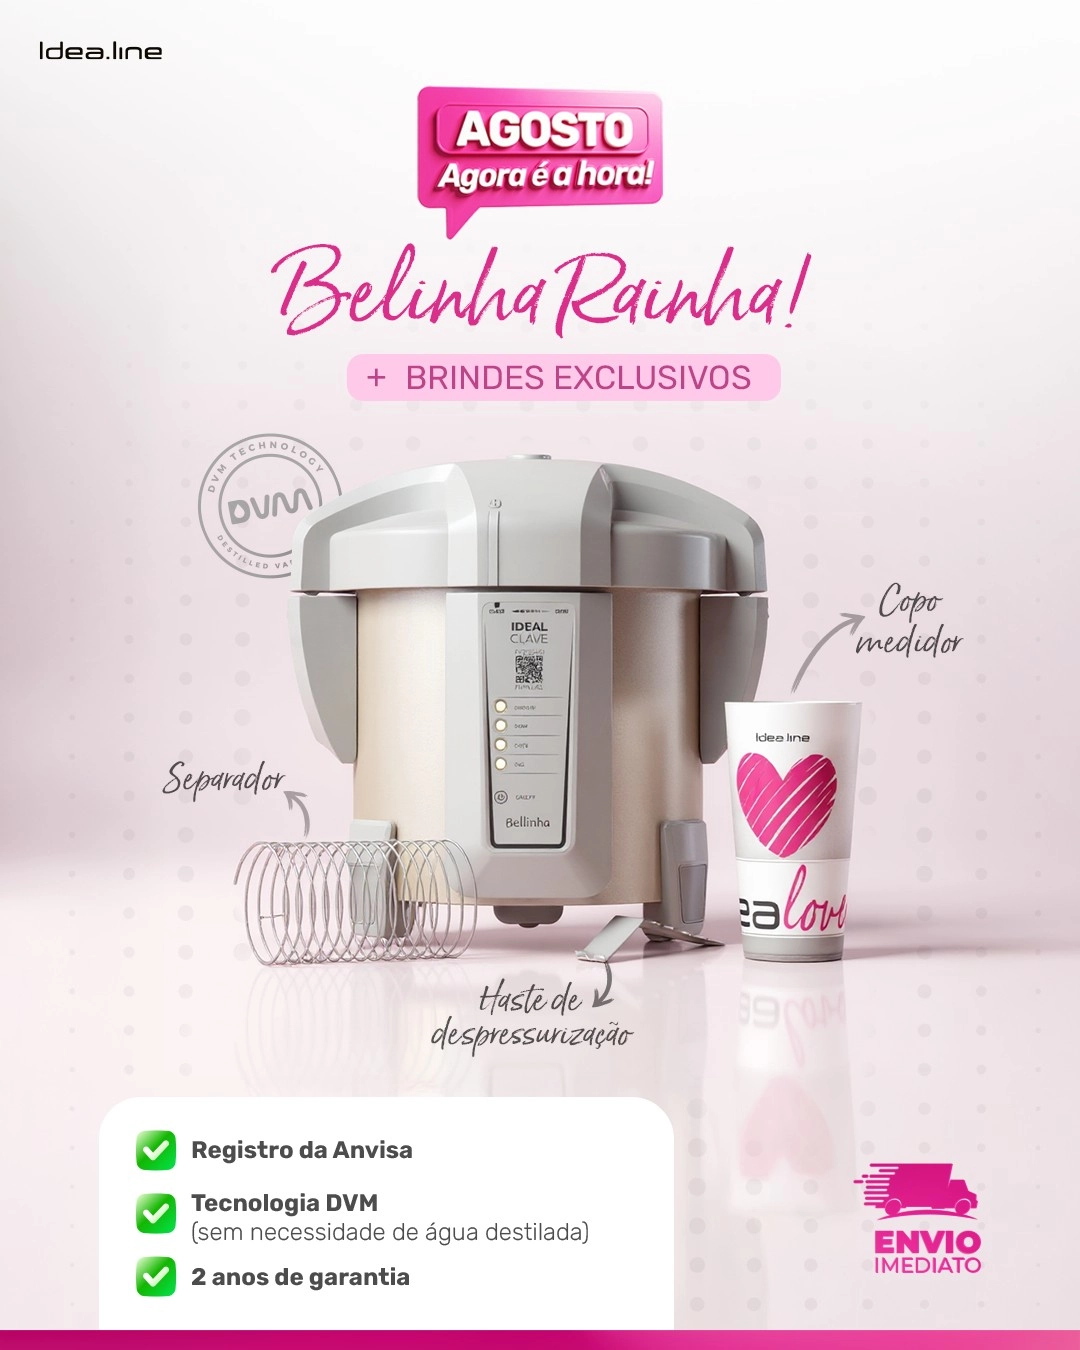 Idea.line
AGOSTO
Agora é a hora!
Belinha Rainha!
+ BRINDES EXCLUSIVOS
DVM TECHNOLOGY
DVM
DESTILLED
IDEAL
CLAVE
Bellinha
Copo
medidor
Idea.line
love
Separador
Haste de
despressurização
Registro da Anvisa
Tecnologia DVM
(sem necessidade de água destilada)
2 anos de garantia
ENVIO
IMEDIATO